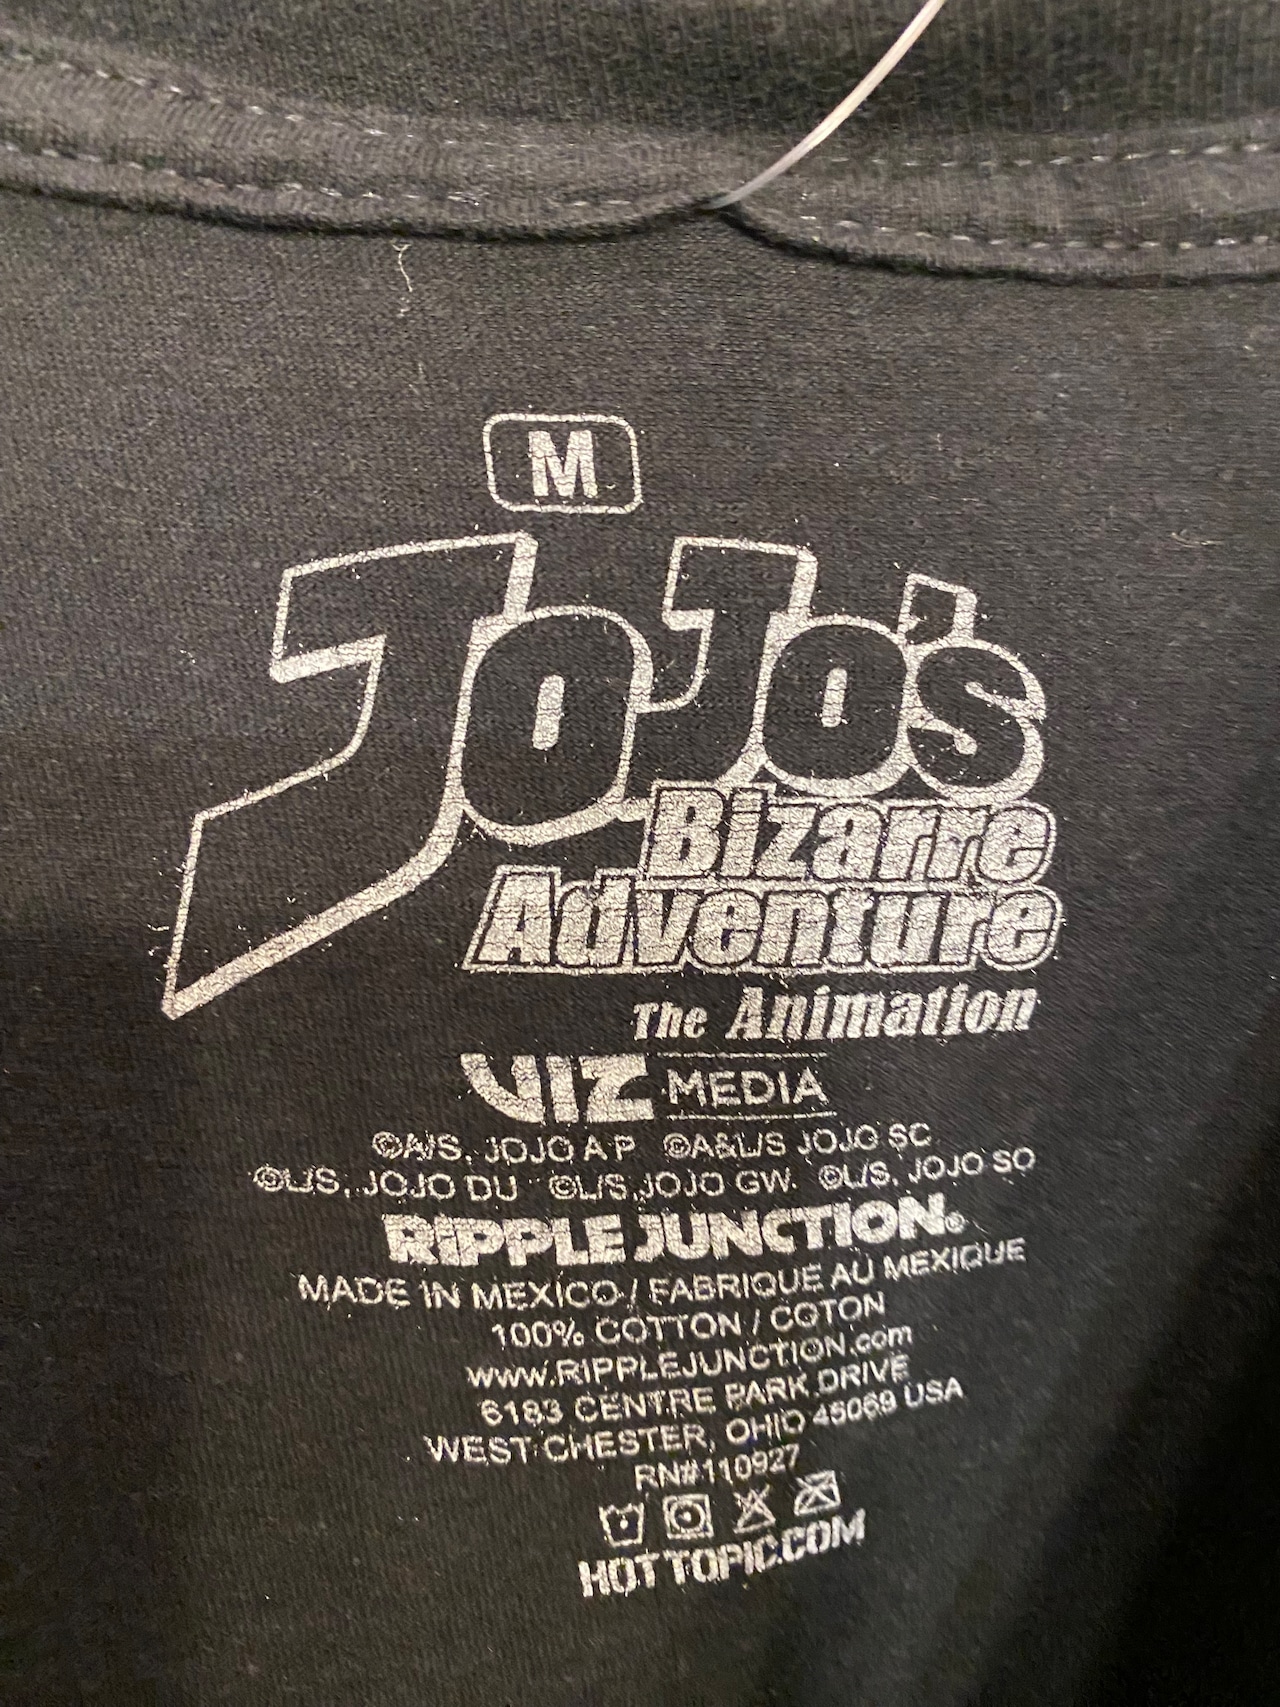 M
JoJo's
Bizarre
Adventure
The Animation
VIZ MEDIA
©A/S, JOJO A P ©A&L/S JOJO SC
©L/S, JOJO DU ©L/S, JOJO GW ©L/S, JOJO SO
RIPPLE JUNCTION®
MADE IN MEXICO / FABRIQUE AU MEXIQUE
100% COTTON / COTON
www.RIPPLEJUNCTION.com
6183 CENTRE PARK DRIVE
WEST CHESTER, OHIO 45069 USA
RN#110927
HOTTOPIC.COM